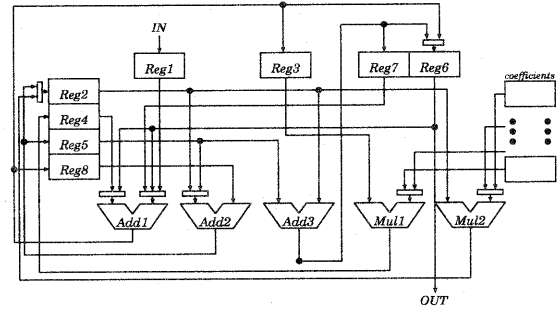 IN
Reg1
Reg3
Reg7
Reg6
coefficients
Reg2
Reg4
Reg5
Reg8
Add1
Add2
Add3
Mul1
Mul2
OUT